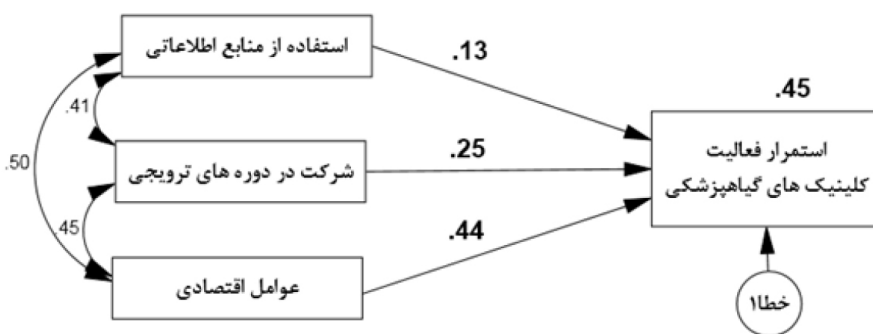 استفاده از منابع اطلاعاتی
.13
.45
.41
.50
شرکت در دوره های ترویجی
.25
استمرار فعالیت
کلینیک های گیاهپزشکی
.45
.44
عوامل اقتصادی
خطا۱